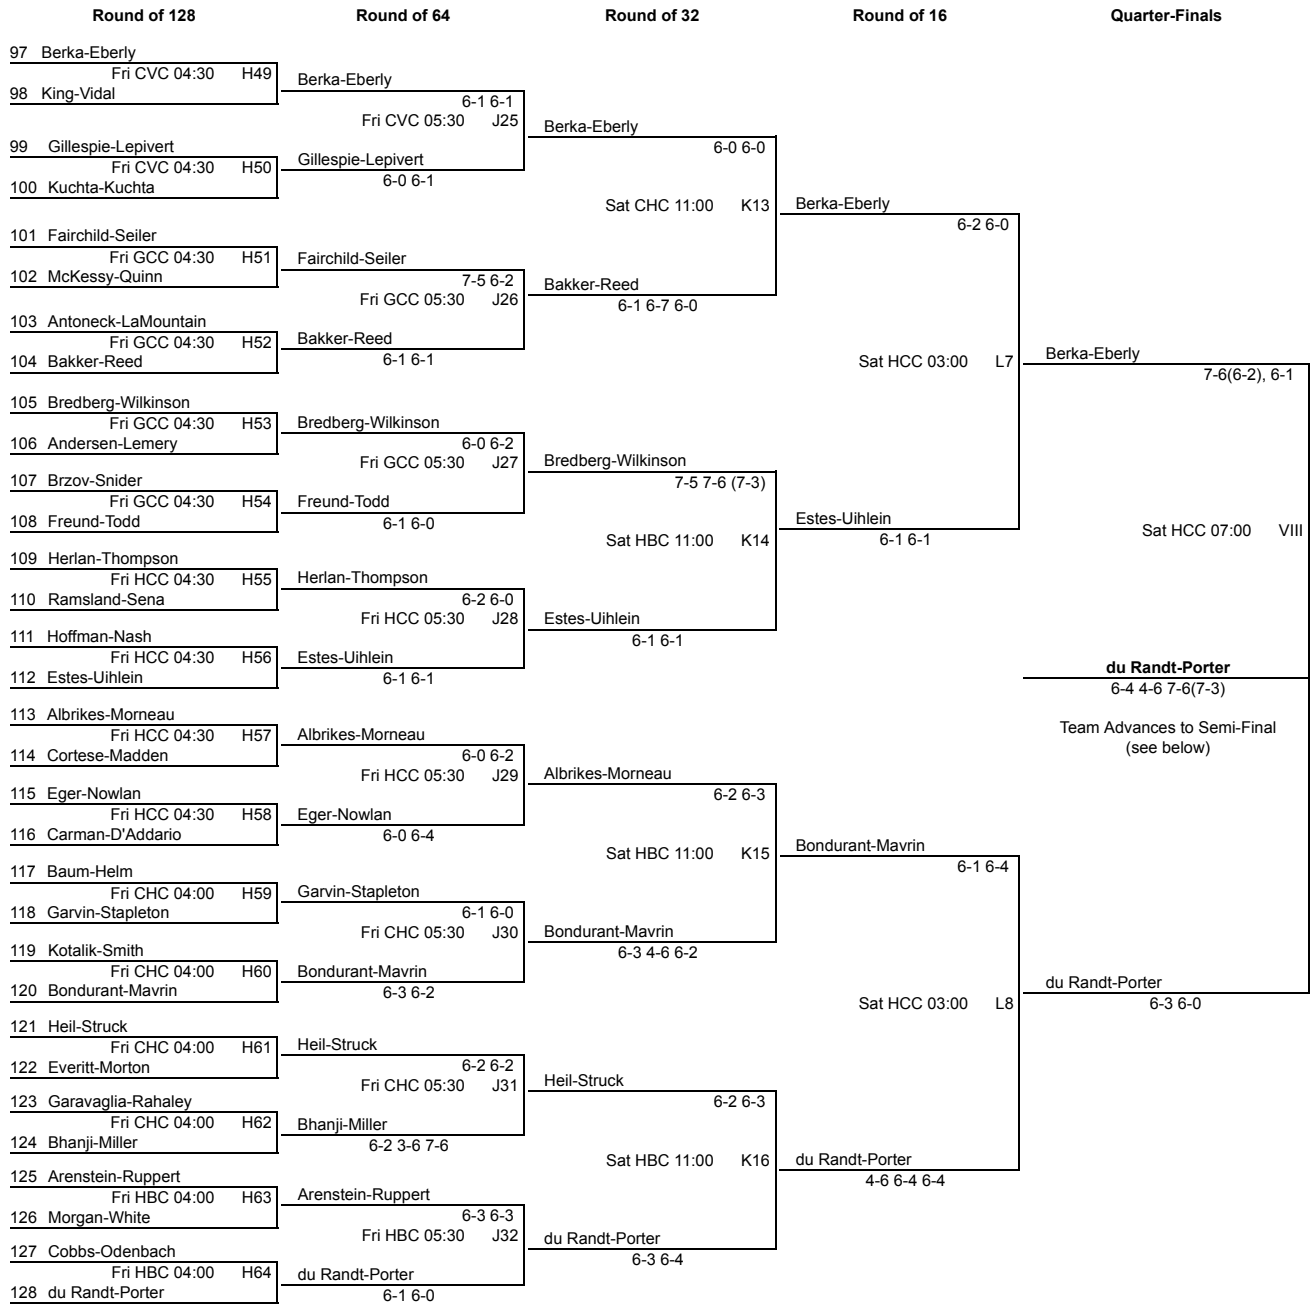 Round of 128 Round of 64 Round of 32 Round of 16 Quarter-Finals
97 Berka-Eberly
Fri CVC 04:30 H49
98 King-Vidal
99 Gillespie-Lepivert
Fri CVC 04:30 H50
100 Kuchta-Kuchta
101 Fairchild-Seiler
Fri GCC 04:30 H51
102 McKessy-Quinn
103 Antoneck-LaMountain
Fri GCC 04:30 H52
104 Bakker-Reed
105 Bredberg-Wilkinson
Fri GCC 04:30 H53
106 Andersen-Lemery
107 Brzov-Snider
Fri GCC 04:30 H54
108 Freund-Todd
109 Herlan-Thompson
Fri HCC 04:30 H55
110 Ramsland-Sena
111 Hoffman-Nash
Fri HCC 04:30 H56
112 Estes-Uihlein
113 Albrikes-Morneau
Fri HCC 04:30 H57
114 Cortese-Madden
115 Eger-Nowlan
Fri HCC 04:30 H58
116 Carman-D'Addario
117 Baum-Helm
Fri CHC 04:00 H59
118 Garvin-Stapleton
119 Kotalik-Smith
Fri CHC 04:00 H60
120 Bondurant-Mavrin
121 Heil-Struck
Fri CHC 04:00 H61
122 Everitt-Morton
123 Garavaglia-Rahaley
Fri CHC 04:00 H62
124 Bhanji-Miller
125 Arenstein-Ruppert
Fri HBC 04:00 H63
126 Morgan-White
127 Cobbs-Odenbach
Fri HBC 04:00 H64
128 du Randt-Porter
Berka-Eberly
6-1 6-1
Fri CVC 05:30 J25
Gillespie-Lepivert
6-0 6-1
Fairchild-Seiler
7-5 6-2
Fri GCC 05:30 J26
Bakker-Reed
6-1 6-1
Bredberg-Wilkinson
6-0 6-2
Fri GCC 05:30 J27
Freund-Todd
6-1 6-0
Herlan-Thompson
6-2 6-0
Fri HCC 05:30 J28
Estes-Uihlein
6-1 6-1
Albrikes-Morneau
6-0 6-2
Fri HCC 05:30 J29
Eger-Nowlan
6-0 6-4
Garvin-Stapleton
6-1 6-0
Fri CHC 05:30 J30
Bondurant-Mavrin
6-3 6-2
Heil-Struck
6-2 6-2
Fri CHC 05:30 J31
Bhanji-Miller
6-2 3-6 7-6
Arenstein-Ruppert
6-3 6-3
Fri HBC 05:30 J32
du Randt-Porter
6-1 6-0
Berka-Eberly
6-0 6-0
Sat CHC 11:00 K13
Bakker-Reed
6-1 6-7 6-0
Bredberg-Wilkinson
7-5 7-6 (7-3)
Sat HBC 11:00 K14
Estes-Uihlein
6-1 6-1
Albrikes-Morneau
6-2 6-3
Sat HBC 11:00 K15
Bondurant-Mavrin
6-3 4-6 6-2
Heil-Struck
6-2 6-3
Sat HBC 11:00 K16
du Randt-Porter
6-3 6-4
Berka-Eberly
6-2 6-0
Sat HCC 03:00 L7
Estes-Uihlein
6-1 6-1
Bondurant-Mavrin
6-1 6-4
Sat HCC 03:00 L8
du Randt-Porter
4-6 6-4 6-4
Berka-Eberly
7-6(6-2), 6-1
Sat HCC 07:00 VIII
du Randt-Porter
6-4 4-6 7-6(7-3)
Team Advances to Semi-Final
(see below)
du Randt-Porter
6-3 6-0